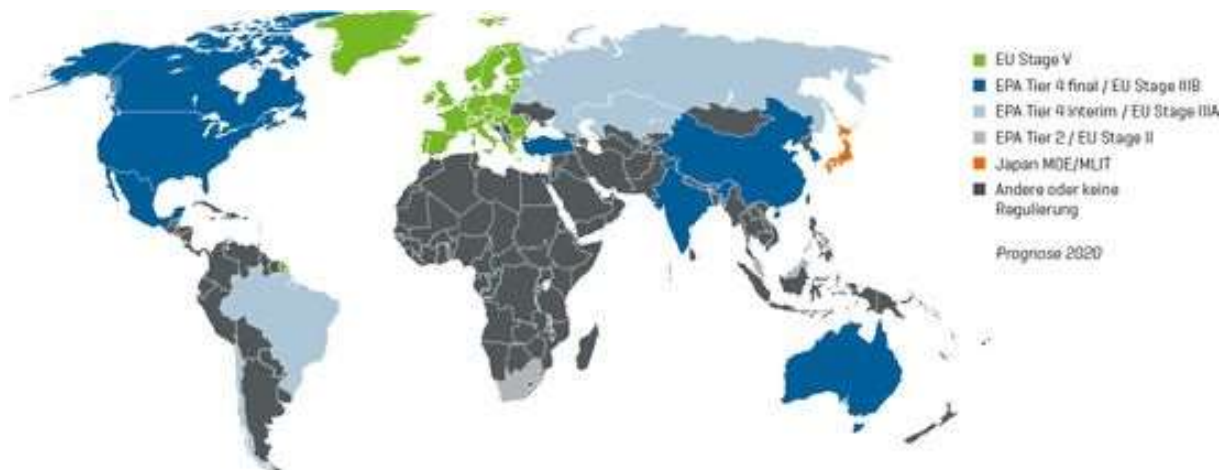 EU Stage V
EPA Tier 4 final / EU Stage IIIB
EPA Tier 4 Interim / EU Stage IIIA
EPA Tier 2 / EU Stage II
Japan MOE/MLIT
Andere oder keine
Regulierung
Prognose 2020